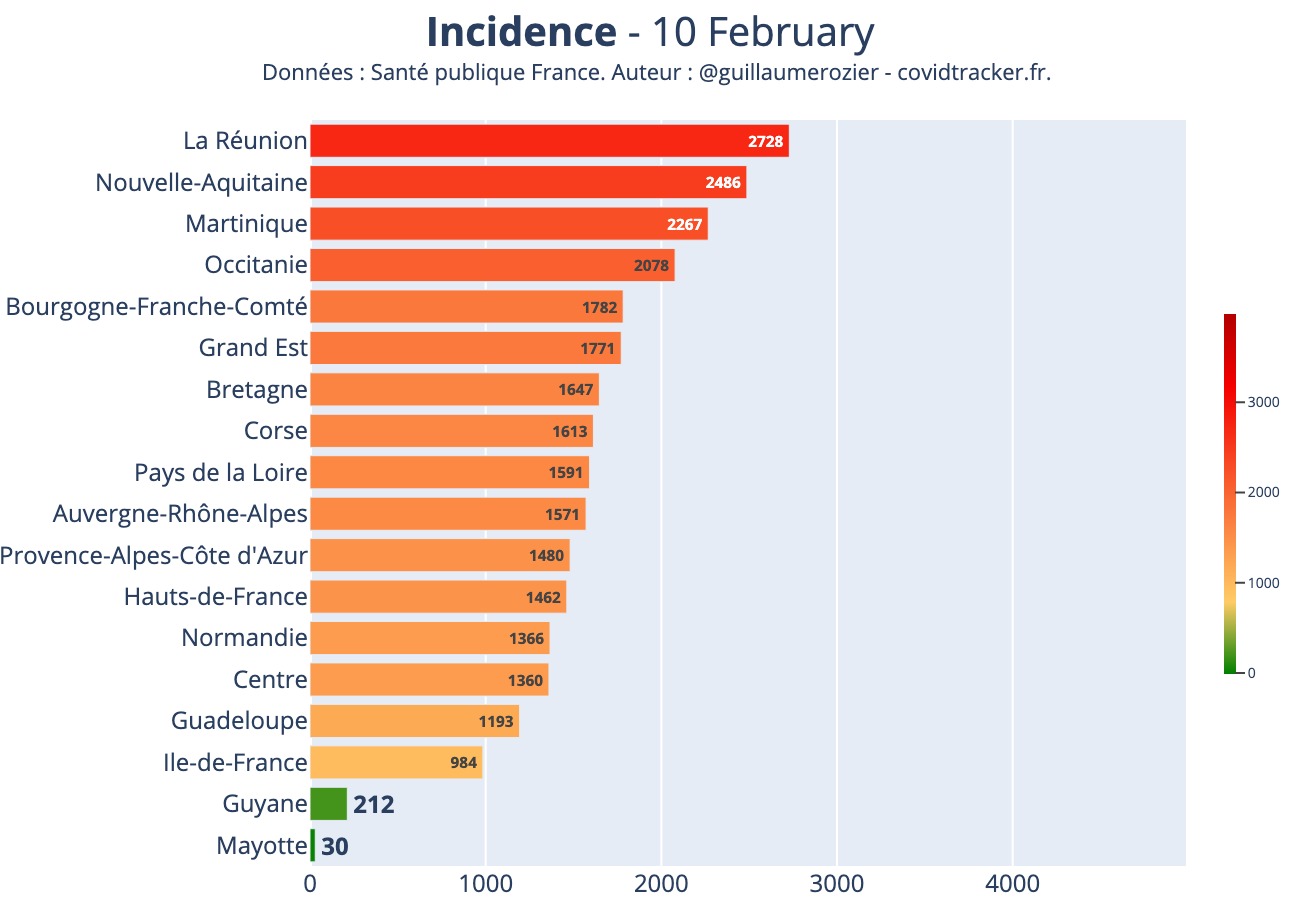 Incidence - 10 February
Données : Santé publique France. Auteur : @guillaumerozier - covidtracker.fr.
La Réunion 2728
Nouvelle-Aquitaine 2486
Martinique 2267
Occitanie 2078
Bourgogne-Franche-Comté 1782
Grand Est 1771
Bretagne 1647
Corse 1613
Pays de la Loire 1591
Auvergne-Rhône-Alpes 1571
Provence-Alpes-Côte d'Azur 1480
Hauts-de-France 1462
Normandie 1366
Centre 1360
Guadeloupe 1193
Ile-de-France 984
Guyane 212
Mayotte 30
0 1000 2000 3000 4000
3000
2000
1000
0